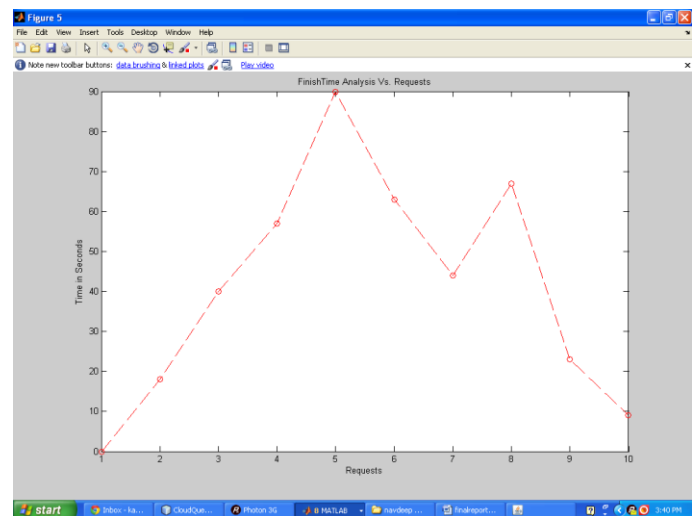 Figure 5
File Edit View Insert Tools Desktop Window Help
Note new toolbar buttons: data brushing & linked plots Play video
FinishTime Analysis Vs. Requests
90
80
70
60
50
40
30
20
10
0
Time in Seconds
1 2 3 4 5 6 7 8 9 10
Requests
start Inbox - ka... CloudQue... Photon 3G 8 MATLAB navdeep ... finalreport... 3:40 PM